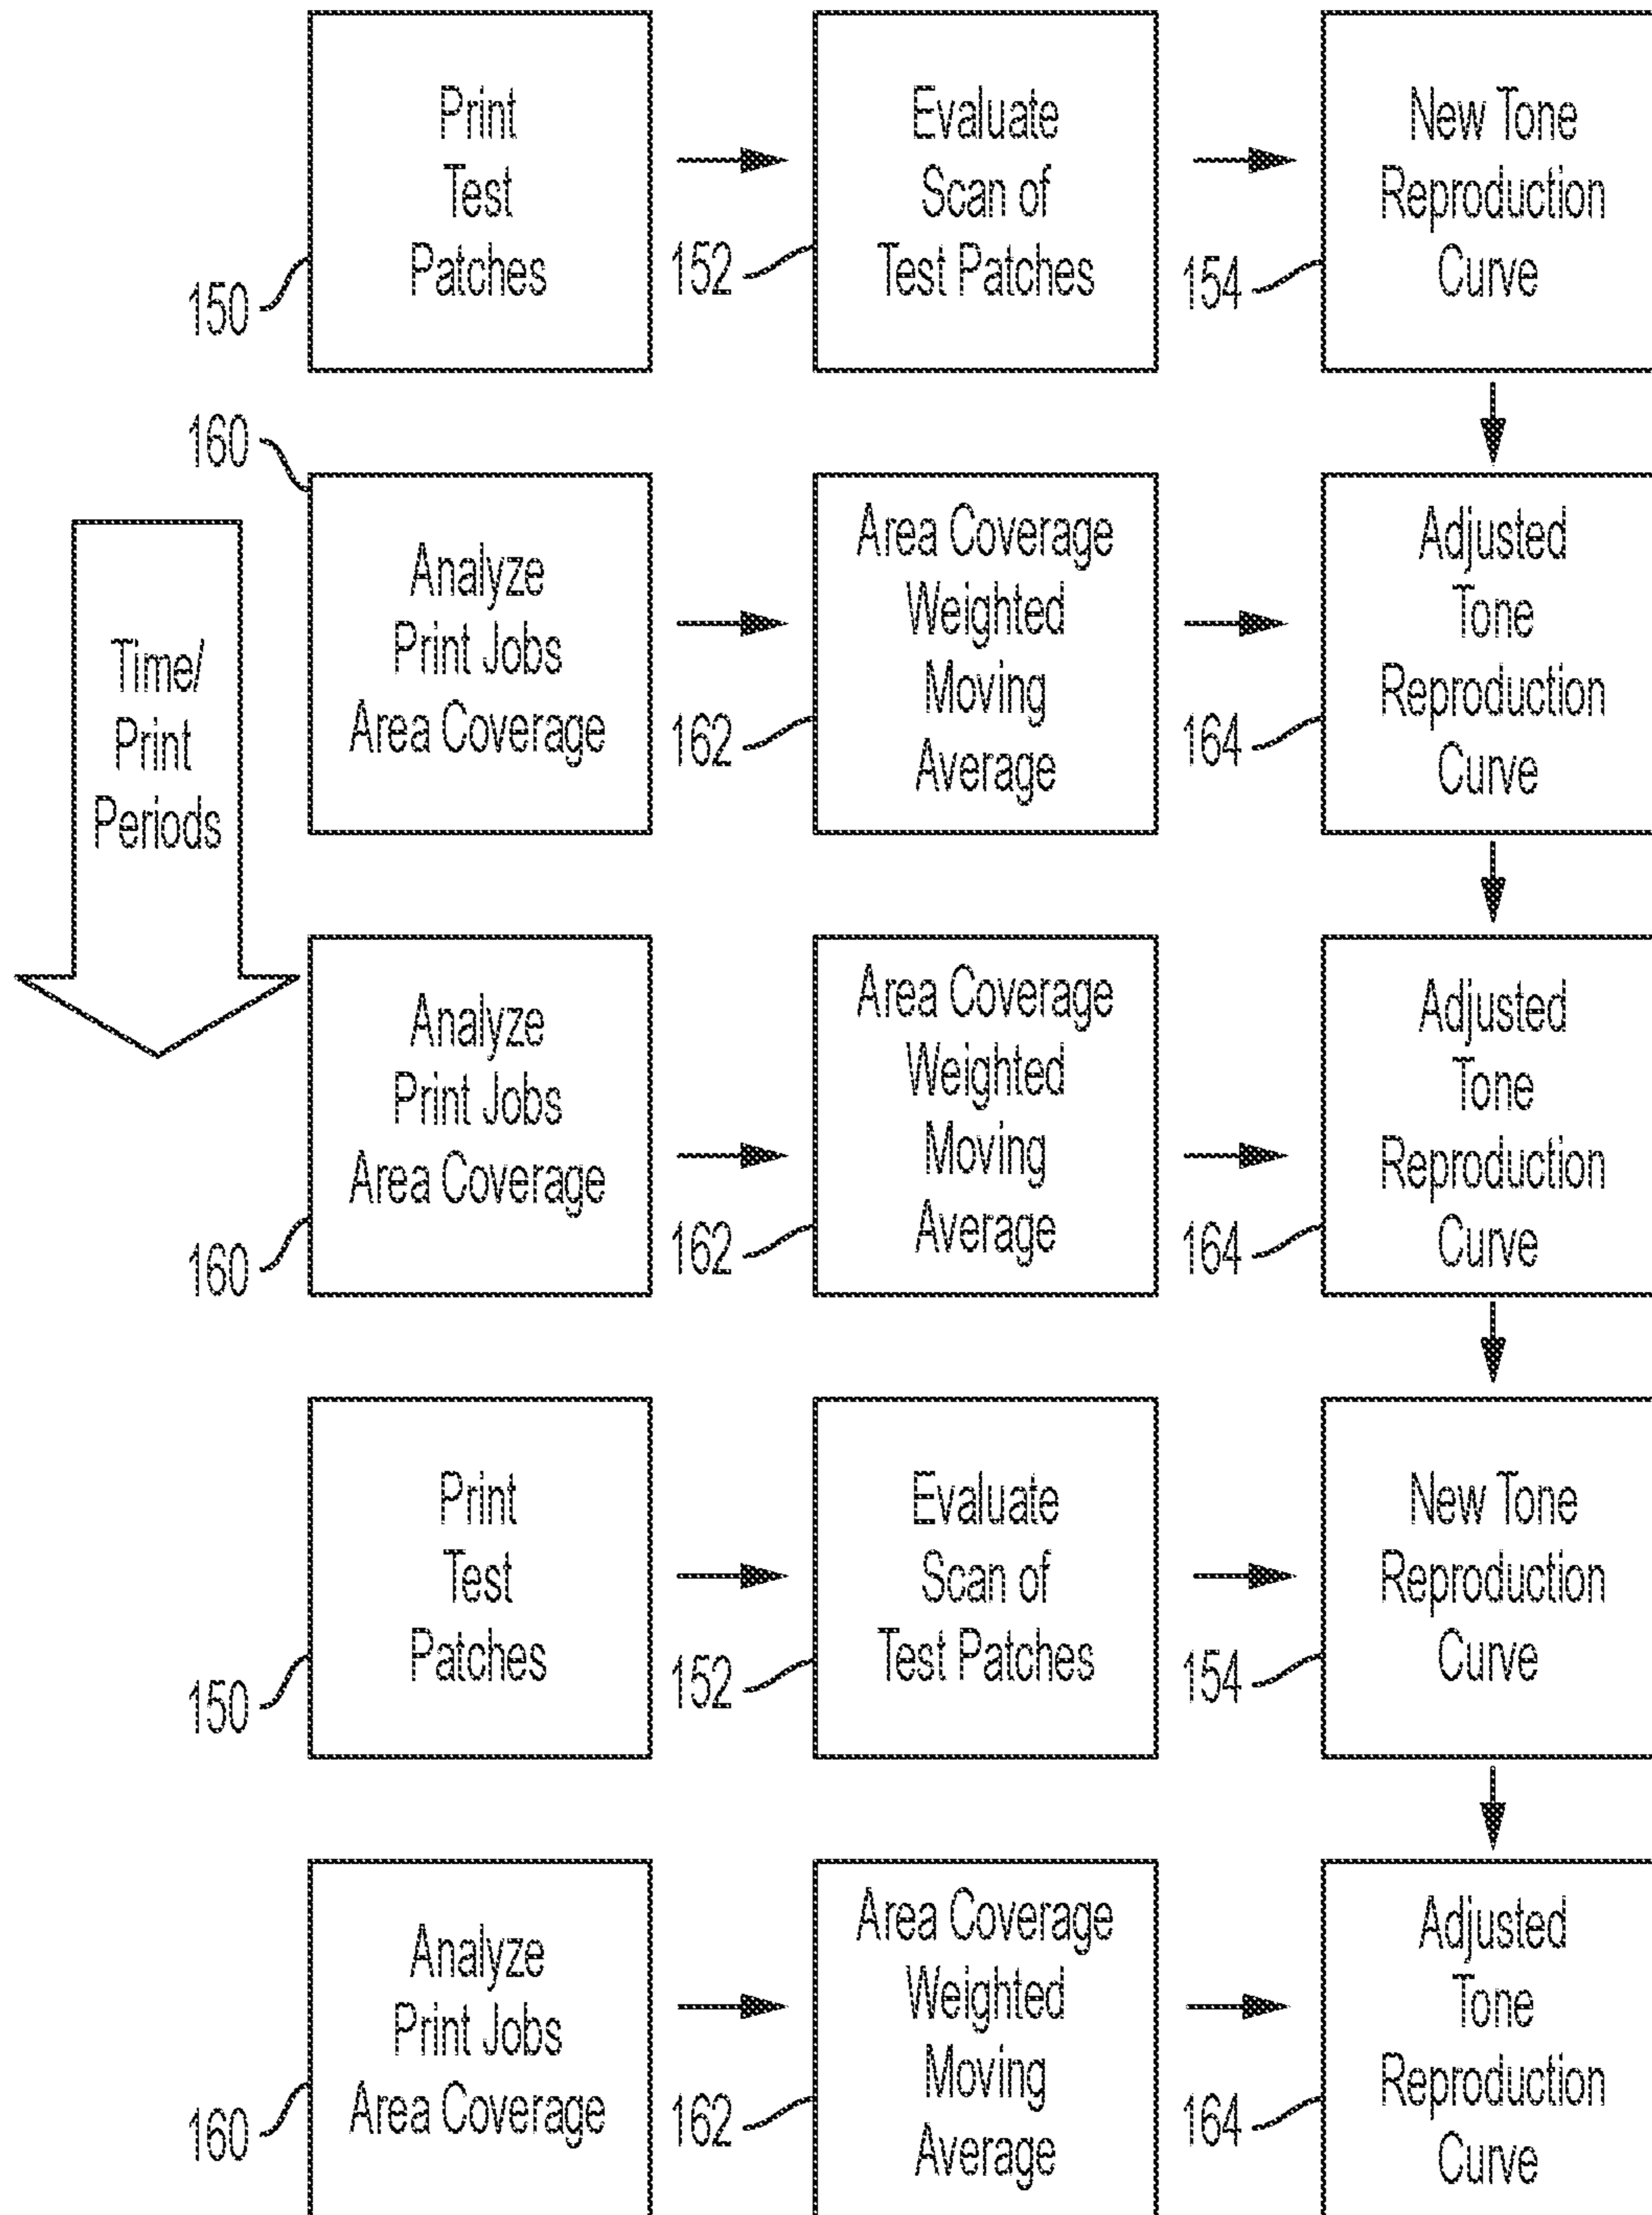 Print
Test
Patches
150
Evaluate
Scan of
Test Patches
152
New Tone
Reproduction
Curve
154
Time/
Print
Periods
160
Analyze
Print Jobs
Area Coverage
Area Coverage
Weighted
Moving
Average
162
Adjusted
Tone
Reproduction
Curve
164
Analyze
Print Jobs
Area Coverage
160
Area Coverage
Weighted
Moving
Average
162
Adjusted
Tone
Reproduction
Curve
164
Print
Test
Patches
150
Evaluate
Scan of
Test Patches
152
New Tone
Reproduction
Curve
154
Analyze
Print Jobs
Area Coverage
160
Area Coverage
Weighted
Moving
Average
162
Adjusted
Tone
Reproduction
Curve
164